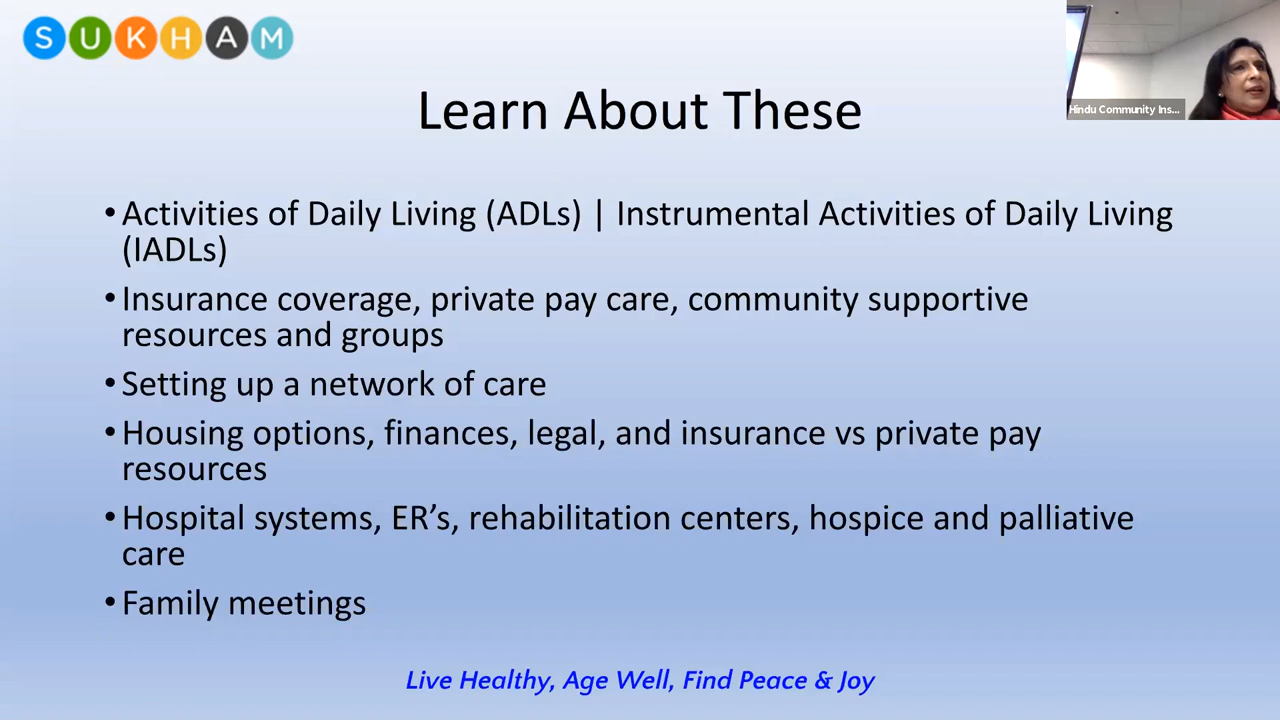 SUKHAM
Hindu Community Ins...
Learn About These
•Activities of Daily Living (ADLs) | Instrumental Activities of Daily Living
(IADLs)
•Insurance coverage, private pay care, community supportive
resources and groups
•Setting up a network of care
•Housing options, finances, legal, and insurance vs private pay
resources
•Hospital systems, ER’s, rehabilitation centers, hospice and palliative
care
•Family meetings
Live Healthy, Age Well, Find Peace & Joy